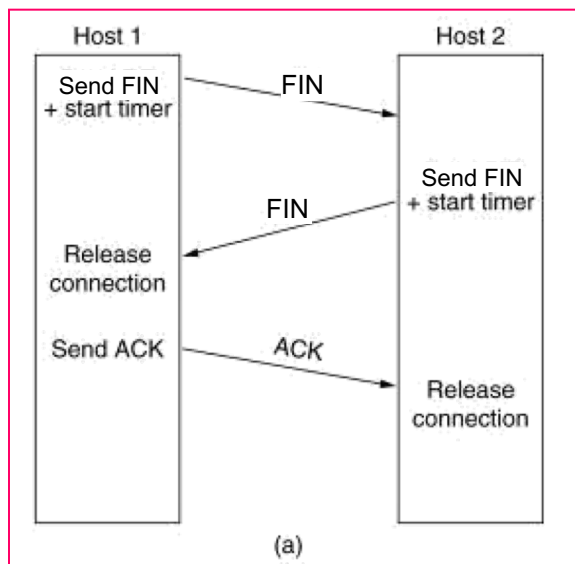 Host 1
Host 2
Send FIN
+ start timer
FIN
Send FIN
+ start timer
FIN
Release
connection
Send ACK
ACK
Release
connection
(a)